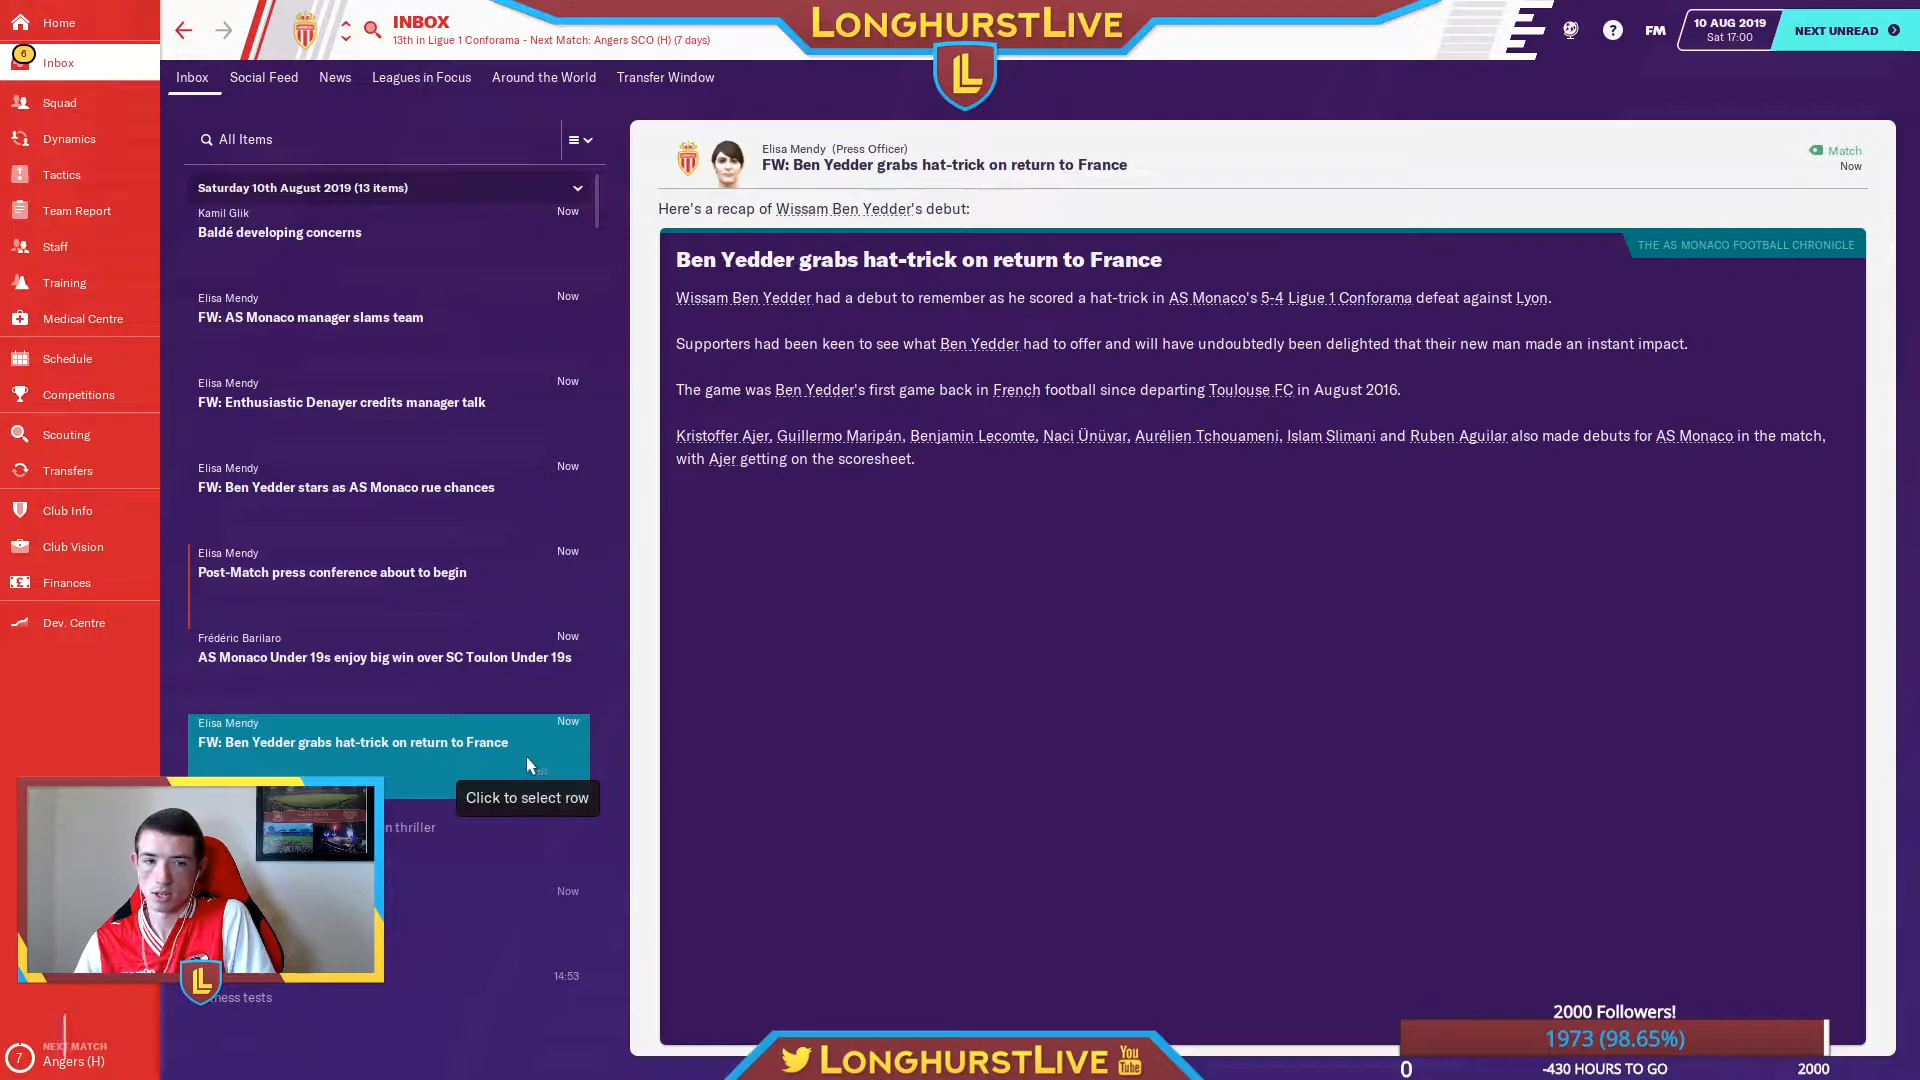 Home
6
Inbox
Squad
Dynamics
Tactics
Team Report
Staff
Training
Medical Centre
Schedule
Competitions
Scouting
Transfers
Club Info
Club Vision
Finances
Dev. Centre
7
NEXT MATCH
Angers (H)
INBOX
13th in Ligue 1 Conforama - Next Match: Angers SCO (H) (7 days)
LONGHURSTLIVE
L
?
FM
10 AUG 2019
Sat 17:00
NEXT UNREAD
Inbox
Social Feed
News
Leagues in Focus
Around the World
Transfer Window
All Items
Saturday 10th August 2019 (13 items)
Kamil Glik
Now
Baldé developing concerns
Elisa Mendy
Now
FW: AS Monaco manager slams team
Elisa Mendy
Now
FW: Enthusiastic Denayer credits manager talk
Elisa Mendy
Now
FW: Ben Yedder stars as AS Monaco rue chances
Elisa Mendy
Now
Post-Match press conference about to begin
Frédéric Barilaro
Now
AS Monaco Under 19s enjoy big win over SC Toulon Under 19s
Elisa Mendy
Now
FW: Ben Yedder grabs hat-trick on return to France
Click to select row
n thriller
Now
14:53
ness tests
L
Elisa Mendy (Press Officer)
FW: Ben Yedder grabs hat-trick on return to France
Match
Now
Here's a recap of Wissam Ben Yedder's debut:
THE AS MONACO FOOTBALL CHRONICLE
Ben Yedder grabs hat-trick on return to France
Wissam Ben Yedder had a debut to remember as he scored a hat-trick in AS Monaco's 5-4 Ligue 1 Conforama defeat against Lyon.
Supporters had been keen to see what Ben Yedder had to offer and will have undoubtedly been delighted that their new man made an instant impact.
The game was Ben Yedder's first game back in French football since departing Toulouse FC in August 2016.
Kristoffer Ajer, Guillermo Maripán, Benjamin Lecomte, Naci Ünüvar, Aurélien Tchouameni, Islam Slimani and Ruben Aguilar also made debuts for AS Monaco in the match,
with Ajer getting on the scoresheet.
2000 Followers!
1973 (98.65%)
0
-430 HOURS TO GO
2000
LONGHURSTLIVE
You
Tube